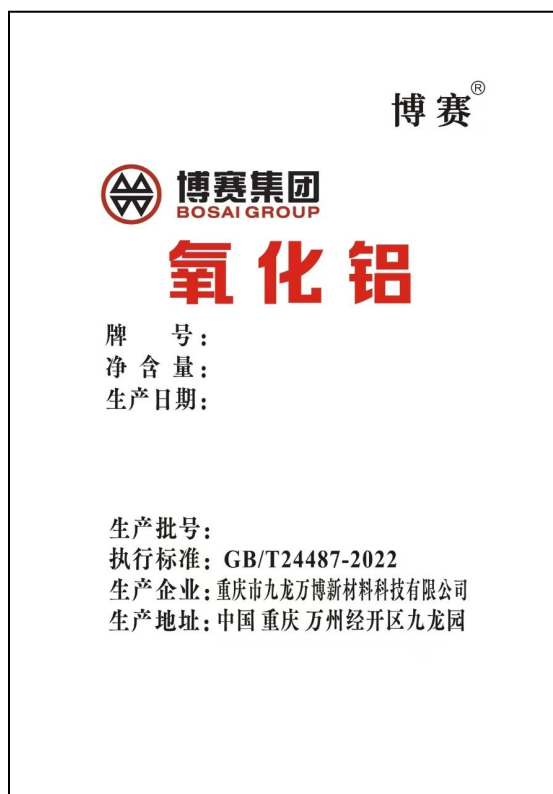 博赛®
博赛集团
BOSAI GROUP
氧化铝
牌 号：
净含量：
生产日期：
生产批号：
执行标准：GB/T24487-2022
生产企业：重庆市九龙万博新材料科技有限公司
生产地址：中国 重庆 万州经开区九龙园